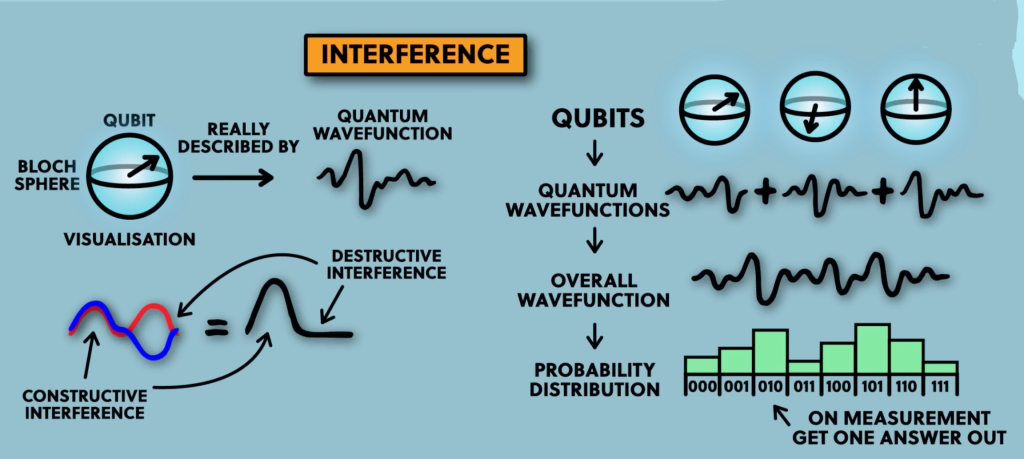 INTERFERENCE
QUBIT
BLOCH
SPHERE
VISUALISATION
REALLY
DESCRIBED BY
QUANTUM
WAVEFUNCTION
DESTRUCTIVE
INTERFERENCE
=
CONSTRUCTIVE
INTERFERENCE
QUBITS
QUANTUM
WAVEFUNCTIONS
+ +
OVERALL
WAVEFUNCTION
PROBABILITY
DISTRIBUTION
000 001 010 011 100 101 110 111
ON MEASUREMENT
GET ONE ANSWER OUT